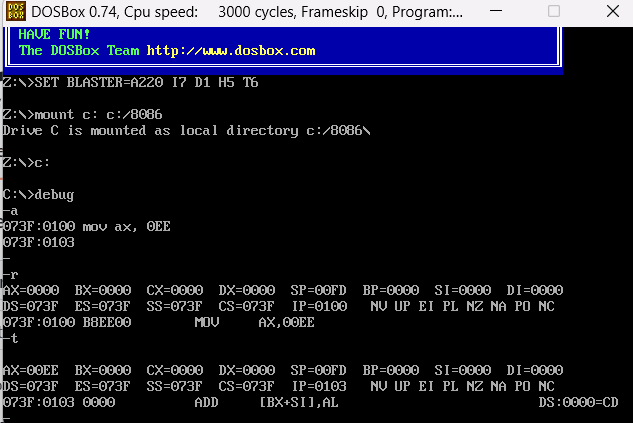 DOSBox 0.74, Cpu speed: 3000 cycles, Frameskip 0, Program:...
HAVE FUN!
The DOSBox Team http://www.dosbox.com
Z:\>SET BLASTER=A220 I7 D1 H5 T6
Z:\>mount c: c:/8086
Drive C is mounted as local directory c:/8086\
Z:\>c:
C:\>debug
-a
073F:0100 mov ax, 0EE
073F:0103
-
-r
AX=0000 BX=0000 CX=0000 DX=0000 SP=00FD BP=0000 SI=0000 DI=0000
DS=073F ES=073F SS=073F CS=073F IP=0100 NV UP EI PL NZ NA PO NC
073F:0100 B8EE00 MOV AX,00EE
-t
AX=00EE BX=0000 CX=0000 DX=0000 SP=00FD BP=0000 SI=0000 DI=0000
DS=073F ES=073F SS=073F CS=073F IP=0103 NV UP EI PL NZ NA PO NC
073F:0103 0000 ADD [BX+SI],AL DS:0000=CD
-